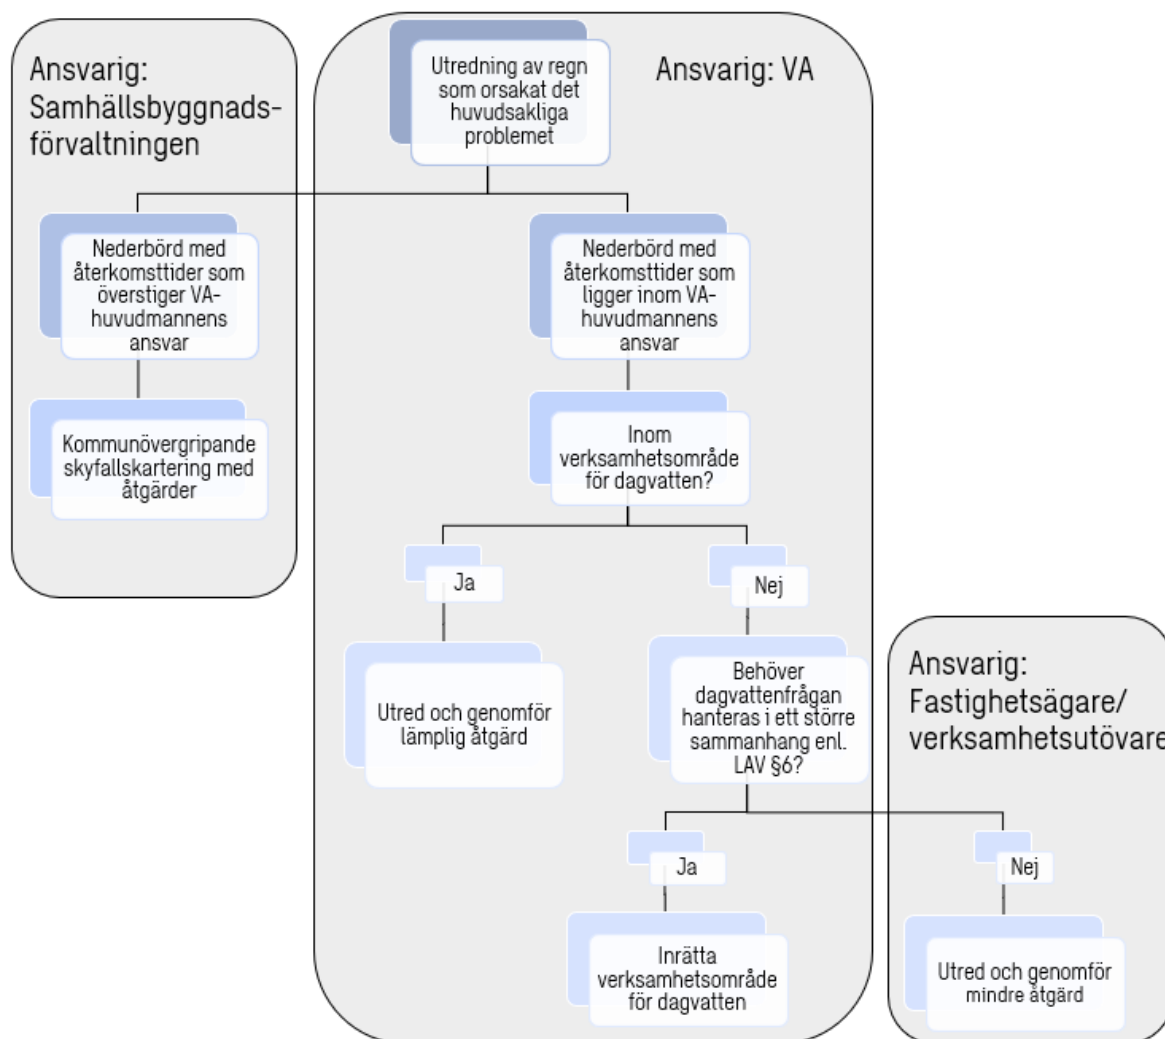 Ansvarig:
Samhällsbyggnads-
förvaltningen
Utredning av regn
som orsakat det
huvudsakliga
problemet
Ansvarig: VA
Nederbörd med
återkomsttider som
överstiger VA-
huvudmannens
ansvar
Nederbörd med
återkomsttider som
ligger inom VA-
huvudmannens
ansvar
Kommunövergripande
skyfallskartering med
åtgärder
Inom
verksamhetsområde
för dagvatten?
Ja
Nej
Utred och genomför
lämplig åtgärd
Behöver
dagvattenfrågan
hanteras i ett större
sammanhang enl.
LAV §6?
Ansvarig:
Fastighetsägare/
verksamhetsutövare
Ja
Nej
Inrätta
verksamhetsområde
för dagvatten
Utred och genomför
mindre åtgärd